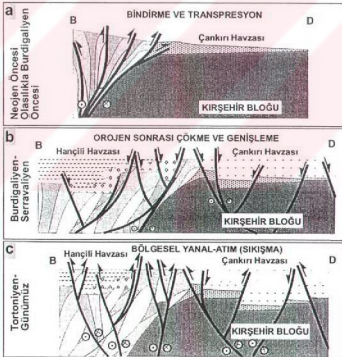 a
BİNDİRME VE TRANSPRESYON
B
D
Çankırı Havzası
KIRŞEHİR BLOĞU
Neojen Öncesi
Olasılıkla Burdigaliyen
Öncesi
b
OROJEN SONRASI ÇÖKME VE GENİŞLEME
B
D
Hançili Havzası
Çankırı Havzası
KIRŞEHİR BLOĞU
Burdigaliyen-
Serravaliyen
c
BÖLGESEL YANAL-ATIM (SIKIŞMA)
B
D
Hançili Havzası
Çankırı Havzası
KIRŞEHİR BLOĞU
Tortoniyen-
Günümüz